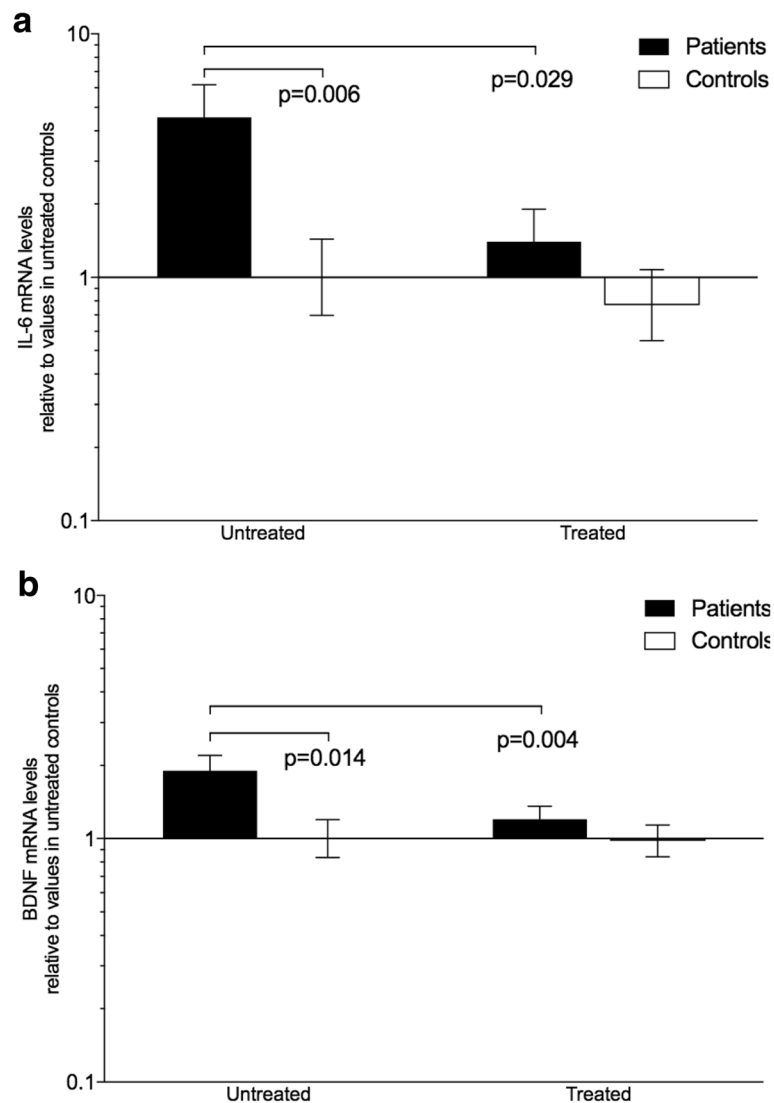 a
10
Patients
Controls
p=0.006
p=0.029
1
0.1
IL-6 mRNA levels
relative to values in untreated controls
Untreated
Treated
b
10
Patients
Controls
p=0.014
p=0.004
1
0.1
BDNF mRNA levels
relative to values in untreated controls
Untreated
Treated